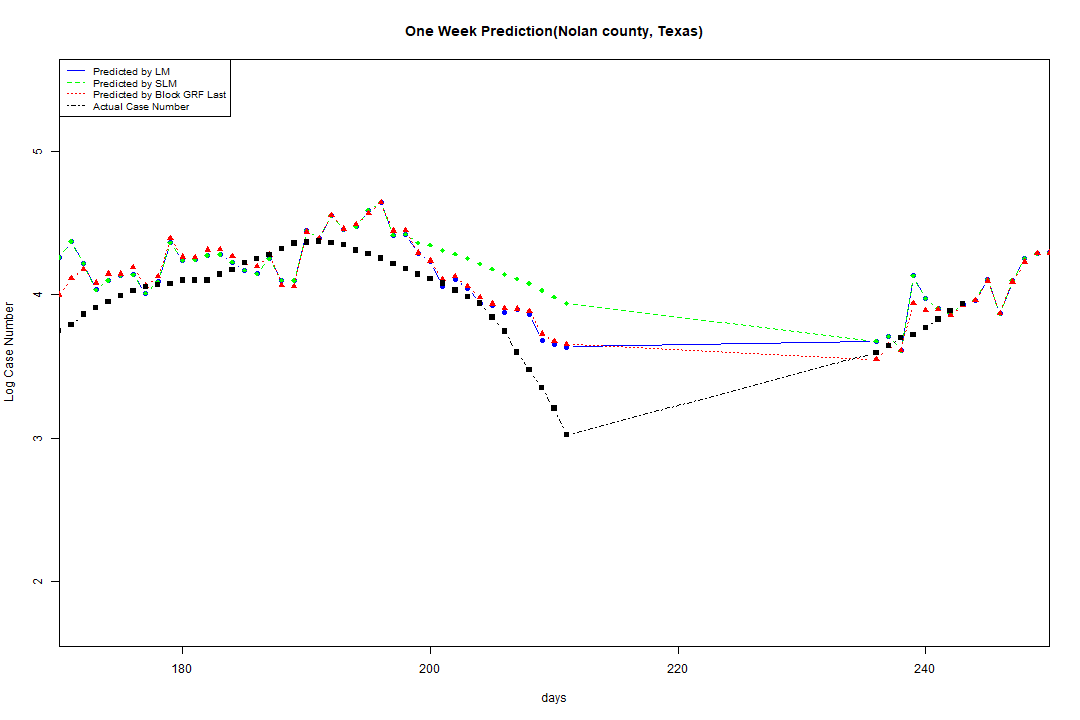 One Week Prediction(Nolan county, Texas)
Predicted by LM
Predicted by SLM
Predicted by Block GRF Last
Actual Case Number
5
4
3
2
Log Case Number
180
200
220
240
days